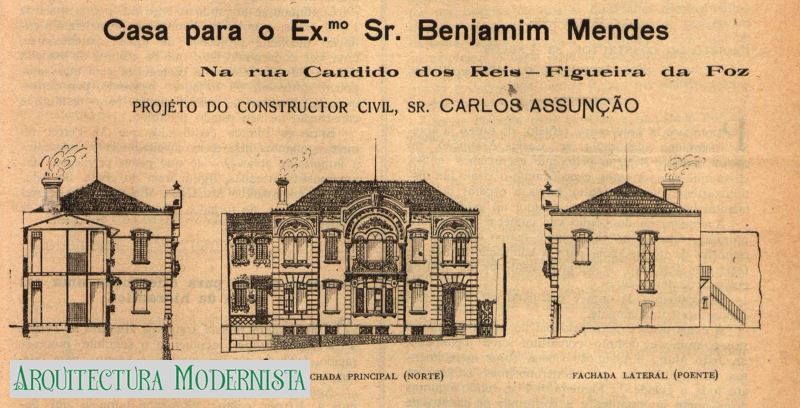 Casa para o Ex.mo Sr. Benjamim Mendes
Na rua Candido dos Reis – Figueira da Foz
PROJÉTO DO CONSTRUCTOR CIVIL, SR. CARLOS ASSUNÇÃO
CHADA PRINCIPAL (NORTE)
FACHADA LATERAL (POENTE)
ARQUITECTURA MODERNISTA